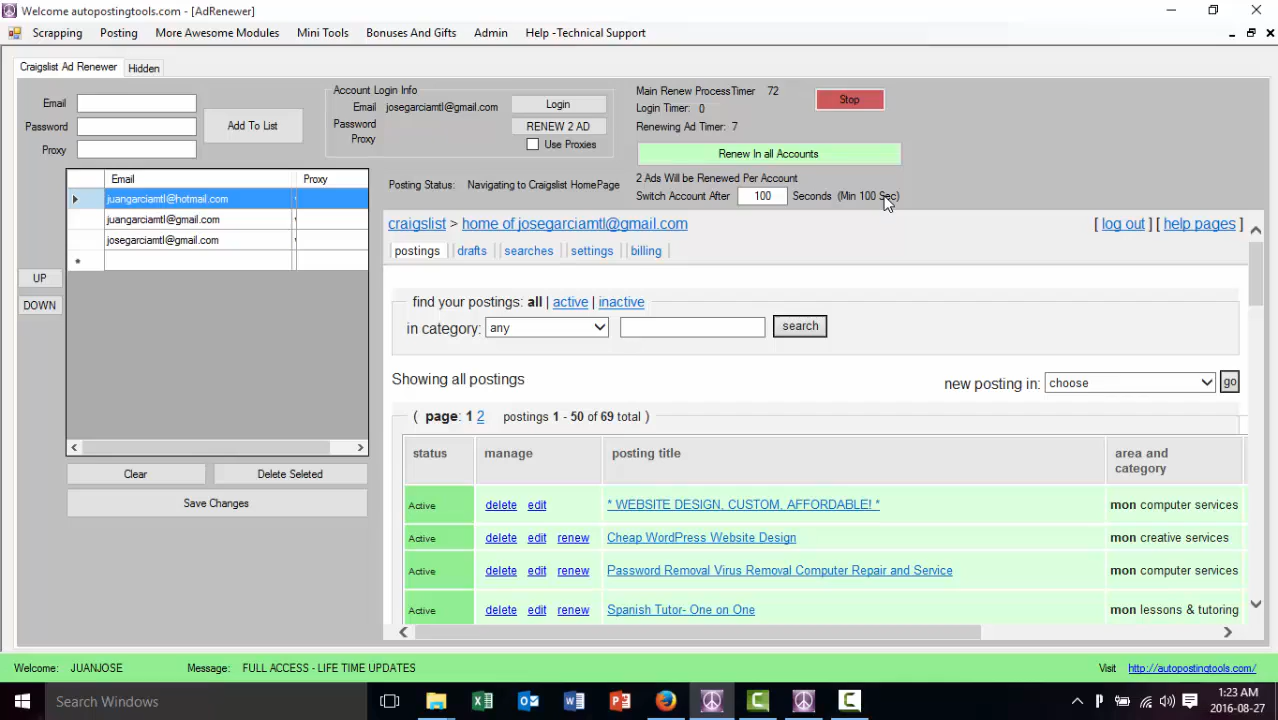 Welcome autopostingtools.com - [AdRenewer]
Scrapping Posting More Awesome Modules Mini Tools Bonuses And Gifts Admin Help -Technical Support
Craigslist Ad Renewer Hidden
Email
Password
Proxy
Add To List
Account Login Info
Email josegarciamtl@gmail.com Login
Password RENEW 2 AD
Proxy Use Proxies
Main Renew ProcessTimer 72 Stop
Login Timer: 0
Renewing Ad Timer: 7
Renew In all Accounts
2 Ads Will be Renewed Per Account
Posting Status: Navigating to Craigslist HomePage Switch Account After 100 Seconds (Min 100 Sec)
Email Proxy
juangarciamtl@hotmail.com
juangarciamtl@gmail.com
josegarciamtl@gmail.com
UP
DOWN
Clear Delete Seleted
Save Changes
craigslist > home of josegarciamtl@gmail.com [ log out ] [ help pages ]
postings drafts searches settings billing
find your postings: all | active | inactive
in category: any search
Showing all postings new posting in: choose go
( page: 1 2 postings 1 - 50 of 69 total )
status manage posting title area and category
Active delete edit * WEBSITE DESIGN, CUSTOM, AFFORDABLE! * mon computer services
Active delete edit renew Cheap WordPress Website Design mon creative services
Active delete edit renew Password Removal Virus Removal Computer Repair and Service mon computer services
Active delete edit renew Spanish Tutor- One on One mon lessons & tutoring
Welcome: JUANJOSE Message: FULL ACCESS - LIFE TIME UPDATES Visit http://autopostingtools.com/
Search Windows
1:23 AM
2016-08-27